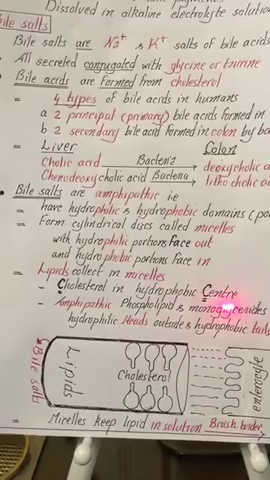 Dissolved in alkaline electrolyte solution
Bile salts
Bile salts are Na+ & K+ salts of bile acids
• All secreted conjugated with glycine or taurine
• Bile acids are formed from cholesterol
= 4 types of bile acids in humans
a 2 principal (primary) bile acids formed in
b 2 secondary bile acid formed in colon by ba
= Liver Colon
Cholic acid Bacteria deoxycholic a
Chenodeoxycholic acid Bacteria litho cholic a
• Bile salts are amphipathic ie
= have hydrophilic & hydrophobic domains (po
= Form cylindrical discs called micelles
with hydrophilic portions Face out
and hydrophobic portions Face in
= Lipids collect in micelles
- Cholesterol in hydrophobic Centre
- Amphipathic Phospholipid & monoglycerides
hydrophilic Heads outside & hydrophobic tails
Bile salt
Lipids
Cholesterol
enterocyte
= Micelles keep lipid in solution Brush border